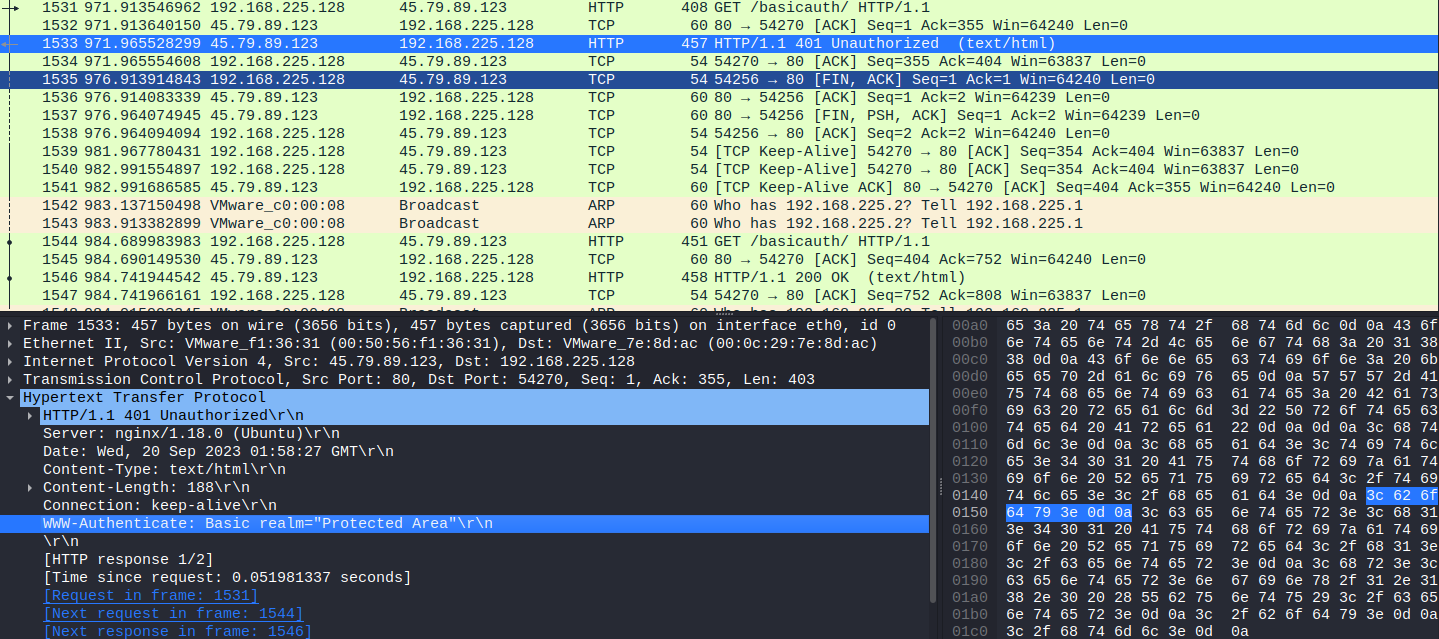 1531 971.913546962 192.168.225.128 45.79.89.123 HTTP 408 GET /basicauth/ HTTP/1.1
1532 971.913640150 45.79.89.123 192.168.225.128 TCP 60 80 → 54270 [ACK] Seq=1 Ack=355 Win=64240 Len=0
1533 971.965528299 45.79.89.123 192.168.225.128 HTTP 457 HTTP/1.1 401 Unauthorized (text/html)
1534 971.965554608 192.168.225.128 45.79.89.123 TCP 54 54270 → 80 [ACK] Seq=355 Ack=404 Win=63837 Len=0
1535 976.913914843 192.168.225.128 45.79.89.123 TCP 54 54256 → 80 [FIN, ACK] Seq=1 Ack=1 Win=64240 Len=0
1536 976.914083339 45.79.89.123 192.168.225.128 TCP 60 80 → 54256 [ACK] Seq=1 Ack=2 Win=64239 Len=0
1537 976.964074945 45.79.89.123 192.168.225.128 TCP 60 80 → 54256 [FIN, PSH, ACK] Seq=1 Ack=2 Win=64239 Len=0
1538 976.964094094 192.168.225.128 45.79.89.123 TCP 54 54256 → 80 [ACK] Seq=2 Ack=2 Win=64240 Len=0
1539 981.967780431 192.168.225.128 45.79.89.123 TCP 54 [TCP Keep-Alive] 54270 → 80 [ACK] Seq=354 Ack=404 Win=63837 Len=0
1540 982.991554897 192.168.225.128 45.79.89.123 TCP 54 [TCP Keep-Alive] 54270 → 80 [ACK] Seq=354 Ack=404 Win=63837 Len=0
1541 982.991686585 45.79.89.123 192.168.225.128 TCP 60 [TCP Keep-Alive ACK] 80 → 54270 [ACK] Seq=404 Ack=355 Win=64240 Len=0
1542 983.137150498 VMware_c0:00:08 Broadcast ARP 60 Who has 192.168.225.2? Tell 192.168.225.1
1543 983.913382899 VMware_c0:00:08 Broadcast ARP 60 Who has 192.168.225.2? Tell 192.168.225.1
1544 984.689983983 192.168.225.128 45.79.89.123 HTTP 451 GET /basicauth/ HTTP/1.1
1545 984.690149530 45.79.89.123 192.168.225.128 TCP 60 80 → 54270 [ACK] Seq=404 Ack=752 Win=64240 Len=0
1546 984.741944542 45.79.89.123 192.168.225.128 HTTP 458 HTTP/1.1 200 OK (text/html)
1547 984.741966161 192.168.225.128 45.79.89.123 TCP 54 54270 → 80 [ACK] Seq=752 Ack=808 Win=63837 Len=0
Frame 1533: 457 bytes on wire (3656 bits), 457 bytes captured (3656 bits) on interface eth0, id 0
Ethernet II, Src: VMware_f1:36:31 (00:50:56:f1:36:31), Dst: VMware_7e:8d:ac (00:0c:29:7e:8d:ac)
Internet Protocol Version 4, Src: 45.79.89.123, Dst: 192.168.225.128
Transmission Control Protocol, Src Port: 80, Dst Port: 54270, Seq: 1, Ack: 355, Len: 403
Hypertext Transfer Protocol
HTTP/1.1 401 Unauthorized\r\n
Server: nginx/1.18.0 (Ubuntu)\r\n
Date: Wed, 20 Sep 2023 01:58:27 GMT\r\n
Content-Type: text/html\r\n
Content-Length: 188\r\n
Connection: keep-alive\r\n
WWW-Authenticate: Basic realm="Protected Area"\r\n
\r\n
[HTTP response 1/2]
[Time since request: 0.051981337 seconds]
[Request in frame: 1531]
[Next request in frame: 1544]
[Next response in frame: 1546]
00a0 65 3a 20 74 65 78 74 2f 68 74 6d 6c 0d 0a 43 6f
00b0 6e 74 65 6e 74 2d 4c 65 6e 67 74 68 3a 20 31 38
00c0 38 0d 0a 43 6f 6e 6e 65 63 74 69 6f 6e 3a 20 6b
00d0 65 65 70 2d 61 6c 69 76 65 0d 0a 57 57 57 2d 41
00e0 75 74 68 65 6e 74 69 63 61 74 65 3a 20 42 61 73
00f0 69 63 20 72 65 61 6c 6d 3d 22 50 72 6f 74 65 63
0100 74 65 64 20 41 72 65 61 22 0d 0a 0d 0a 3c 68 74
0110 6d 6c 3e 0d 0a 3c 68 65 61 64 3e 3c 74 69 74 6c
0120 65 3e 34 30 31 20 41 75 74 68 6f 72 69 7a 61 74
0130 69 6f 6e 20 52 65 71 75 69 72 65 64 3c 2f 74 69
0140 74 6c 65 3e 3c 2f 68 65 61 64 3e 0d 0a 3c 62 6f
0150 64 79 3e 0d 0a 3c 63 65 6e 74 65 72 3e 3c 68 31
0160 3e 34 30 31 20 41 75 74 68 6f 72 69 7a 61 74 69
0170 6f 6e 20 52 65 71 75 69 72 65 64 3c 2f 68 31 3e
0180 3c 2f 63 65 6e 74 65 72 3e 0d 0a 3c 68 72 3e 3c
0190 63 65 6e 74 65 72 3e 6e 67 69 6e 78 2f 31 2e 31
01a0 38 2e 30 20 28 55 62 75 6e 74 75 29 3c 2f 63 65
01b0 6e 74 65 72 3e 0d 0a 3c 2f 62 6f 64 79 3e 0d 0a
01c0 3c 2f 68 74 6d 6c 3e 0d 0a